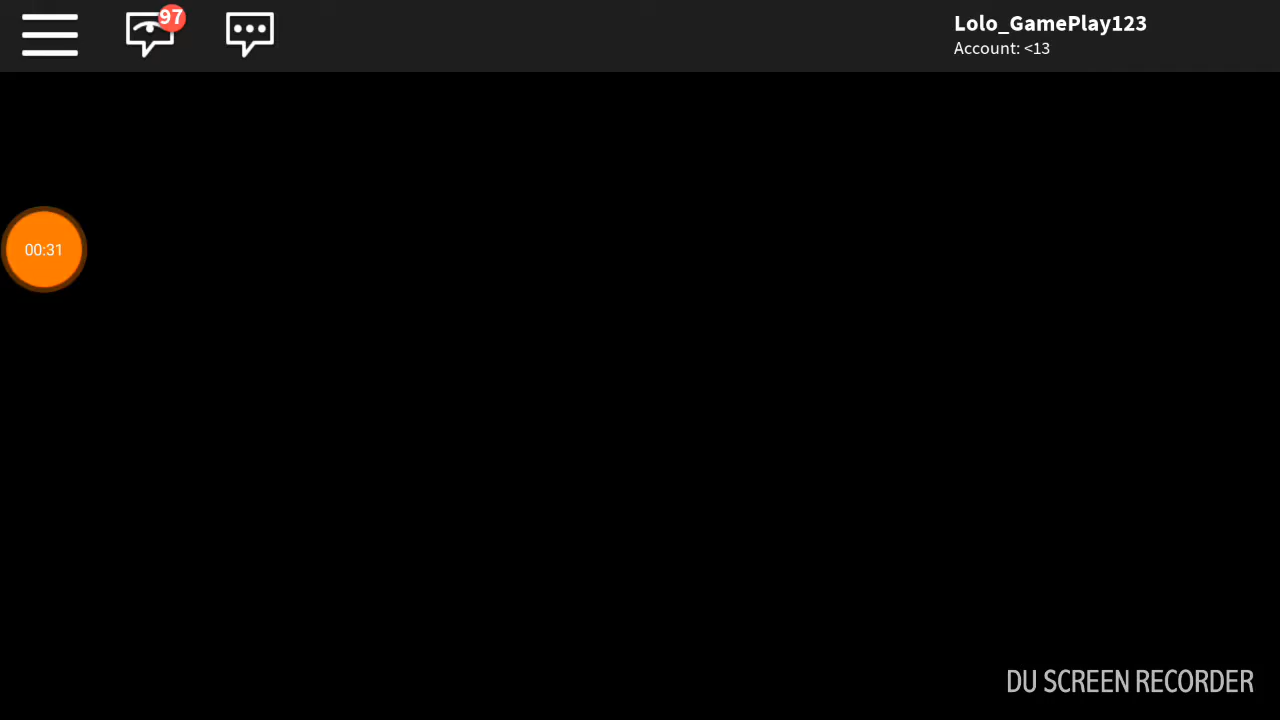 97
Lolo_GamePlay123
Account: <13
00:31
DU SCREEN RECORDER